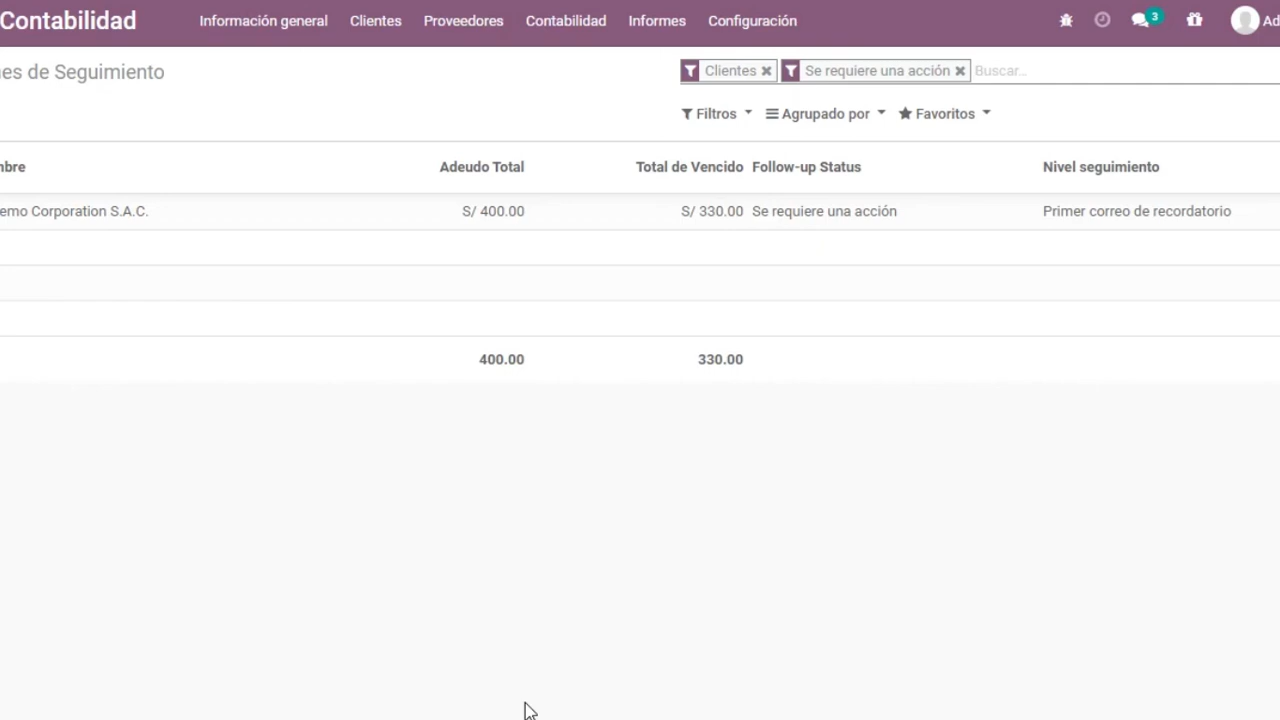 Contabilidad Información general Clientes Proveedores Contabilidad Informes Configuración 3 Ad
es de Seguimiento Clientes Se requiere una acción Buscar...
Filtros Agrupado por Favoritos
mbre Adeudo Total Total de Vencido Follow-up Status Nivel seguimiento
emo Corporation S.A.C. S/ 400.00 S/ 330.00 Se requiere una acción Primer correo de recordatorio
400.00 330.00